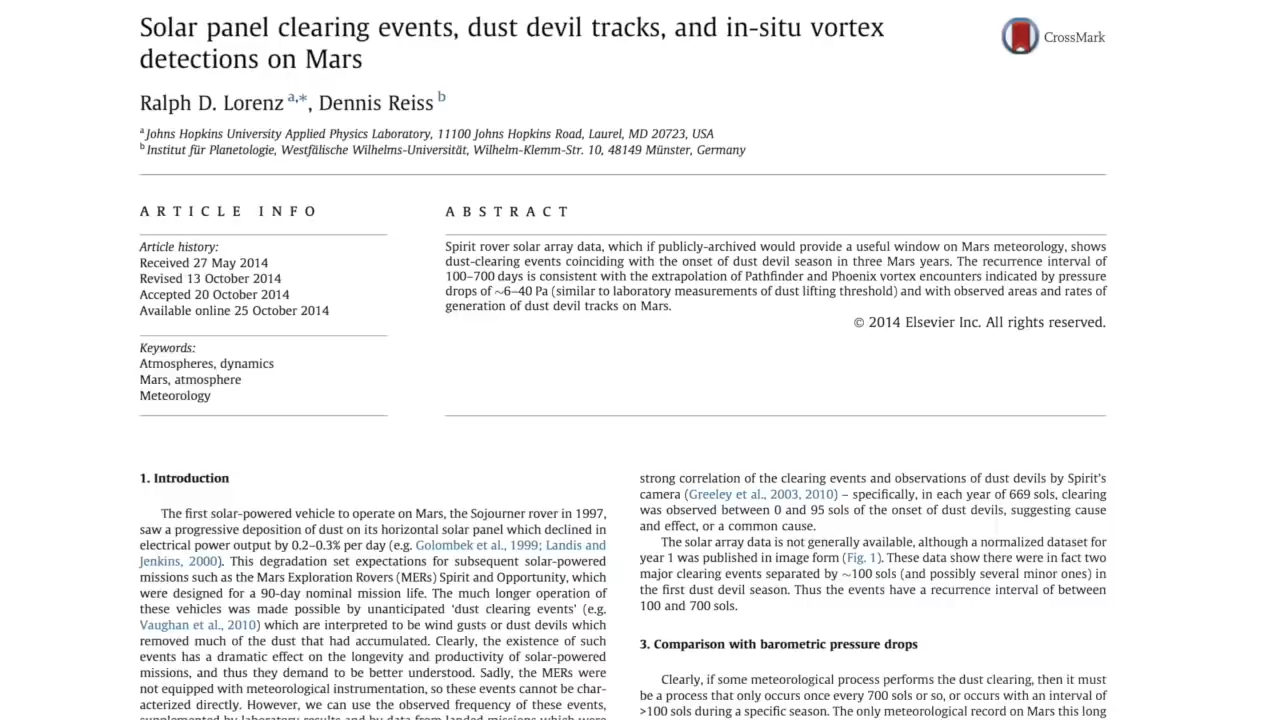 Solar panel clearing events, dust devil tracks, and in-situ vortex
detections on Mars
CrossMark
Ralph D. Lorenz a,*, Dennis Reiss b
a Johns Hopkins University Applied Physics Laboratory, 11100 Johns Hopkins Road, Laurel, MD 20723, USA
b Institut für Planetologie, Westfälische Wilhelms-Universität, Wilhelm-Klemm-Str. 10, 48149 Münster, Germany
ARTICLE INFO
Article history:
Received 27 May 2014
Revised 13 October 2014
Accepted 20 October 2014
Available online 25 October 2014
Keywords:
Atmospheres, dynamics
Mars, atmosphere
Meteorology
ABSTRACT
Spirit rover solar array data, which if publicly-archived would provide a useful window on Mars meteorology, shows
dust-clearing events coinciding with the onset of dust devil season in three Mars years. The recurrence interval of
100–700 days is consistent with the extrapolation of Pathfinder and Phoenix vortex encounters indicated by pressure
drops of ~6–40 Pa (similar to laboratory measurements of dust lifting threshold) and with observed areas and rates of
generation of dust devil tracks on Mars.
© 2014 Elsevier Inc. All rights reserved.
1. Introduction
The first solar-powered vehicle to operate on Mars, the Sojourner rover in 1997,
saw a progressive deposition of dust on its horizontal solar panel which declined in
electrical power output by 0.2–0.3% per day (e.g. Golombek et al., 1999; Landis and
Jenkins, 2000). This degradation set expectations for subsequent solar-powered
missions such as the Mars Exploration Rovers (MERs) Spirit and Opportunity, which
were designed for a 90-day nominal mission life. The much longer operation of
these vehicles was made possible by unanticipated ‘dust clearing events’ (e.g.
Vaughan et al., 2010) which are interpreted to be wind gusts or dust devils which
removed much of the dust that had accumulated. Clearly, the existence of such
events has a dramatic effect on the longevity and productivity of solar-powered
missions, and thus they demand to be better understood. Sadly, the MERs were
not equipped with meteorological instrumentation, so these events cannot be char-
acterized directly. However, we can use the observed frequency of these events,
supplemented by laboratory results and by data from landed missions which were
strong correlation of the clearing events and observations of dust devils by Spirit's
camera (Greeley et al., 2003, 2010) – specifically, in each year of 669 sols, clearing
was observed between 0 and 95 sols of the onset of dust devils, suggesting cause
and effect, or a common cause.
The solar array data is not generally available, although a normalized dataset for
year 1 was published in image form (Fig. 1). These data show there were in fact two
major clearing events separated by ~100 sols (and possibly several minor ones) in
the first dust devil season. Thus the events have a recurrence interval of between
100 and 700 sols.
3. Comparison with barometric pressure drops
Clearly, if some meteorological process performs the dust clearing, then it must
be a process that only occurs once every 700 sols or so, or occurs with an interval of
>100 sols during a specific season. The only meteorological record on Mars this long